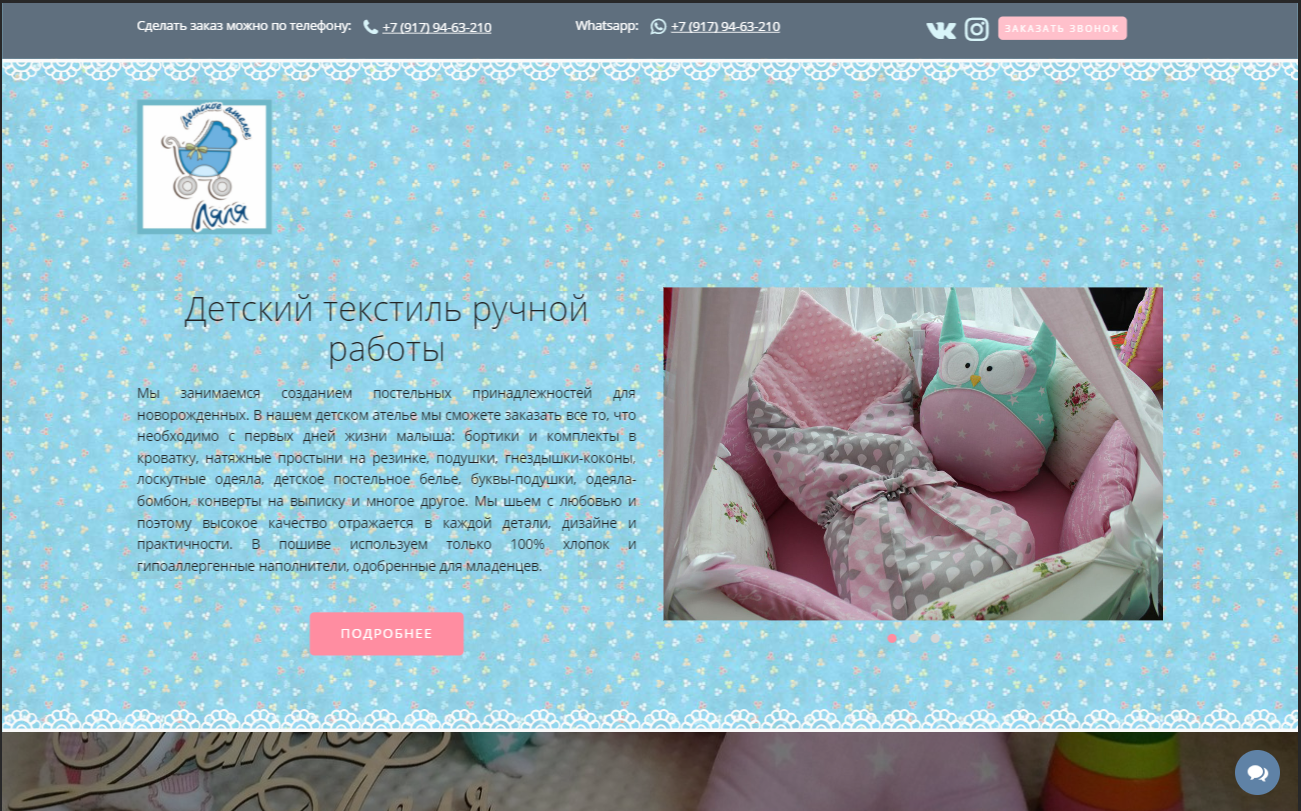 Сделать заказ можно по телефону: +7 (917) 94-63-210 Whatsapp: +7 (917) 94-63-210 ЗАКАЗАТЬ ЗВОНОК
Детское ателье
Ляля
Детский текстиль ручной
работы
Мы занимаемся созданием постельных принадлежностей для
новорожденных. В нашем детском ателье мы сможете заказать все то, что
необходимо с первых дней жизни малыша: бортики и комплекты в
кроватку, натяжные простыни на резинке, подушки, гнездышки-коконы,
лоскутные одеяла, детское постельное белье, буквы-подушки, одеяла-
бомбон, конверты на выписку и многое другое. Мы шьем с любовью и
поэтому высокое качество отражается в каждой детали, дизайне и
практичности. В пошиве используем только 100% хлопок и
гипоаллергенные наполнители, одобренные для младенцев.
ПОДРОБНЕЕ